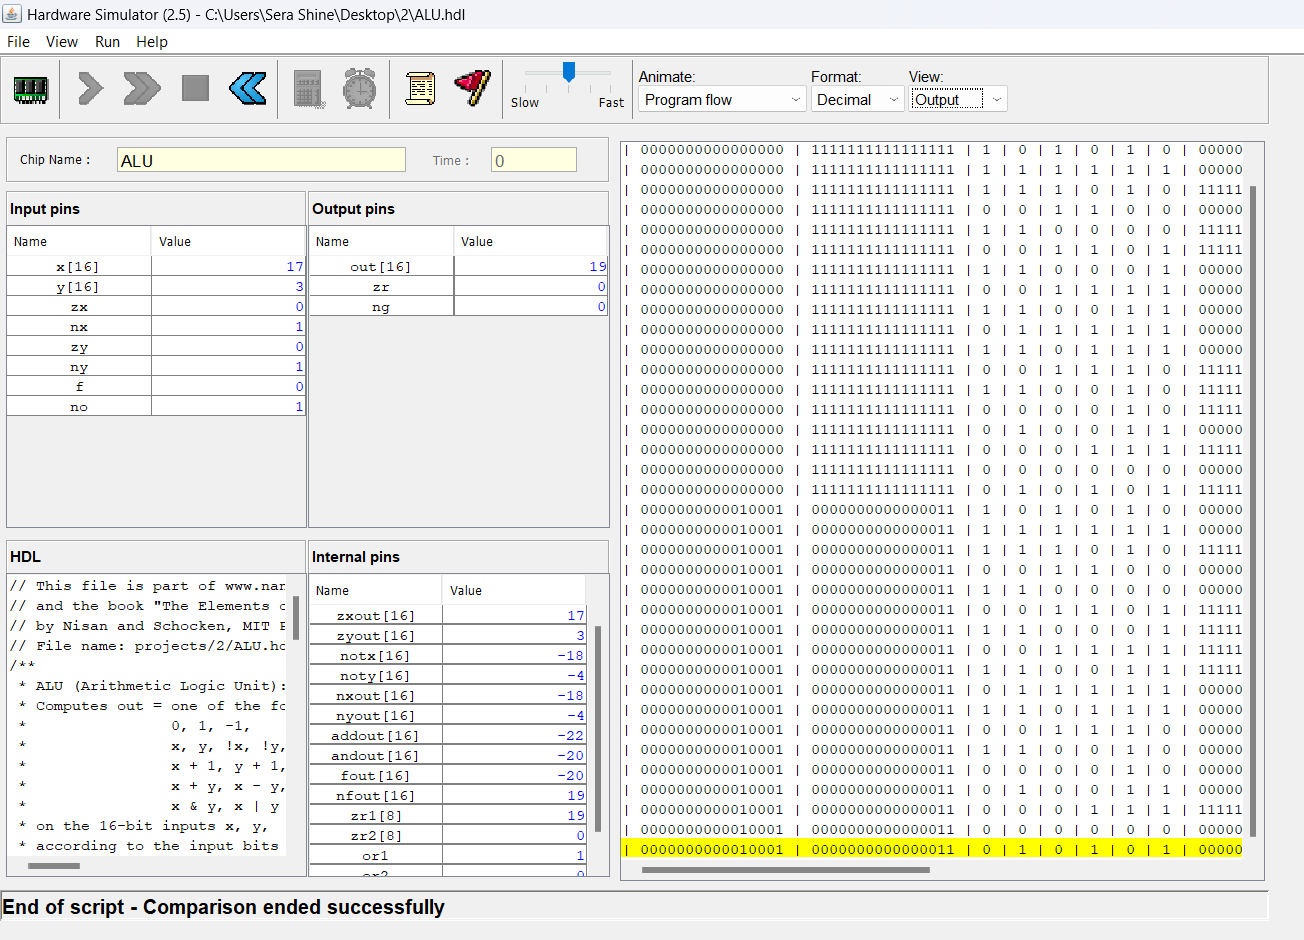 Hardware Simulator (2.5) - C:\Users\Sera Shine\Desktop\2\ALU.hdl
File View Run Help
Slow Fast
Animate: Format: View:
Program flow Decimal Output
Chip Name : ALU Time : 0
Input pins
Name Value
x[16] 17
y[16] 3
zx 0
nx 1
zy 0
ny 1
f 0
no 1
Output pins
Name Value
out[16] 19
zr 0
ng 0
HDL
// This file is part of www.nan
// and the book "The Elements o
// by Nisan and Schocken, MIT P
// File name: projects/2/ALU.hd
/**
* ALU (Arithmetic Logic Unit):
* Computes out = one of the fo
* 0, 1, -1,
* x, y, !x, !y,
* x + 1, y + 1,
* x + y, x - y,
* x & y, x | y
* on the 16-bit inputs x, y,
* according to the input bits
Internal pins
Name Value
zxout[16] 17
zyout[16] 3
notx[16] -18
noty[16] -4
nxout[16] -18
nyout[16] -4
addout[16] -22
andout[16] -20
fout[16] -20
nfout[16] 19
zr1[8] 19
zr2[8] 0
or1 1
or2 0
| 0000000000000000 | 1111111111111111 | 1 | 0 | 1 | 0 | 1 | 0 | 00000
| 0000000000000000 | 1111111111111111 | 1 | 1 | 1 | 1 | 1 | 1 | 00000
| 0000000000000000 | 1111111111111111 | 1 | 1 | 1 | 0 | 1 | 0 | 11111
| 0000000000000000 | 1111111111111111 | 0 | 0 | 1 | 1 | 0 | 0 | 00000
| 0000000000000000 | 1111111111111111 | 1 | 1 | 0 | 0 | 0 | 0 | 11111
| 0000000000000000 | 1111111111111111 | 0 | 0 | 1 | 1 | 0 | 1 | 11111
| 0000000000000000 | 1111111111111111 | 1 | 1 | 0 | 0 | 0 | 1 | 00000
| 0000000000000000 | 1111111111111111 | 0 | 0 | 1 | 1 | 1 | 1 | 00000
| 0000000000000000 | 1111111111111111 | 1 | 1 | 0 | 0 | 1 | 1 | 00000
| 0000000000000000 | 1111111111111111 | 0 | 1 | 1 | 1 | 1 | 1 | 00000
| 0000000000000000 | 1111111111111111 | 1 | 1 | 0 | 1 | 1 | 1 | 00000
| 0000000000000000 | 1111111111111111 | 0 | 0 | 1 | 1 | 1 | 0 | 11111
| 0000000000000000 | 1111111111111111 | 1 | 1 | 0 | 0 | 1 | 0 | 11111
| 0000000000000000 | 1111111111111111 | 0 | 0 | 0 | 0 | 1 | 0 | 11111
| 0000000000000000 | 1111111111111111 | 0 | 1 | 0 | 0 | 1 | 1 | 00000
| 0000000000000000 | 1111111111111111 | 0 | 0 | 0 | 1 | 1 | 1 | 11111
| 0000000000000000 | 1111111111111111 | 0 | 0 | 0 | 0 | 0 | 0 | 00000
| 0000000000000000 | 1111111111111111 | 0 | 1 | 0 | 1 | 0 | 1 | 11111
| 0000000000010001 | 0000000000000011 | 1 | 0 | 1 | 0 | 1 | 0 | 00000
| 0000000000010001 | 0000000000000011 | 1 | 1 | 1 | 1 | 1 | 1 | 00000
| 0000000000010001 | 0000000000000011 | 1 | 1 | 1 | 0 | 1 | 0 | 11111
| 0000000000010001 | 0000000000000011 | 0 | 0 | 1 | 1 | 0 | 0 | 00000
| 0000000000010001 | 0000000000000011 | 1 | 1 | 0 | 0 | 0 | 0 | 00000
| 0000000000010001 | 0000000000000011 | 0 | 0 | 1 | 1 | 0 | 1 | 11111
| 0000000000010001 | 0000000000000011 | 1 | 1 | 0 | 0 | 0 | 1 | 11111
| 0000000000010001 | 0000000000000011 | 0 | 0 | 1 | 1 | 1 | 1 | 11111
| 0000000000010001 | 0000000000000011 | 1 | 1 | 0 | 0 | 1 | 1 | 11111
| 0000000000010001 | 0000000000000011 | 0 | 1 | 1 | 1 | 1 | 1 | 00000
| 0000000000010001 | 0000000000000011 | 1 | 1 | 0 | 1 | 1 | 1 | 00000
| 0000000000010001 | 0000000000000011 | 0 | 0 | 1 | 1 | 1 | 0 | 00000
| 0000000000010001 | 0000000000000011 | 1 | 1 | 0 | 0 | 1 | 0 | 00000
| 0000000000010001 | 0000000000000011 | 0 | 0 | 0 | 0 | 1 | 0 | 00000
| 0000000000010001 | 0000000000000011 | 0 | 1 | 0 | 0 | 1 | 1 | 00000
| 0000000000010001 | 0000000000000011 | 0 | 0 | 0 | 1 | 1 | 1 | 11111
| 0000000000010001 | 0000000000000011 | 0 | 0 | 0 | 0 | 0 | 0 | 00000
| 0000000000010001 | 0000000000000011 | 0 | 1 | 0 | 1 | 0 | 1 | 00000
End of script - Comparison ended successfully